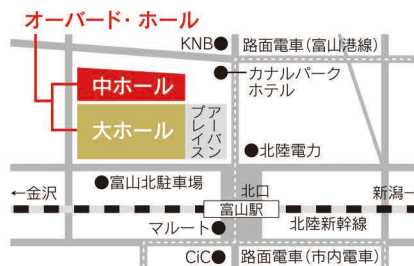 オーバード・ホール
KNB●
路面電車(富山港線)
カナルパーク
ホテル
中ホール
大ホール
アーバン
プレイス
●北陸電力
●富山北駐車場
北口
←金沢
新潟→
富山駅
北陸新幹線
マルート●
CiC●
路面電車(市内電車)